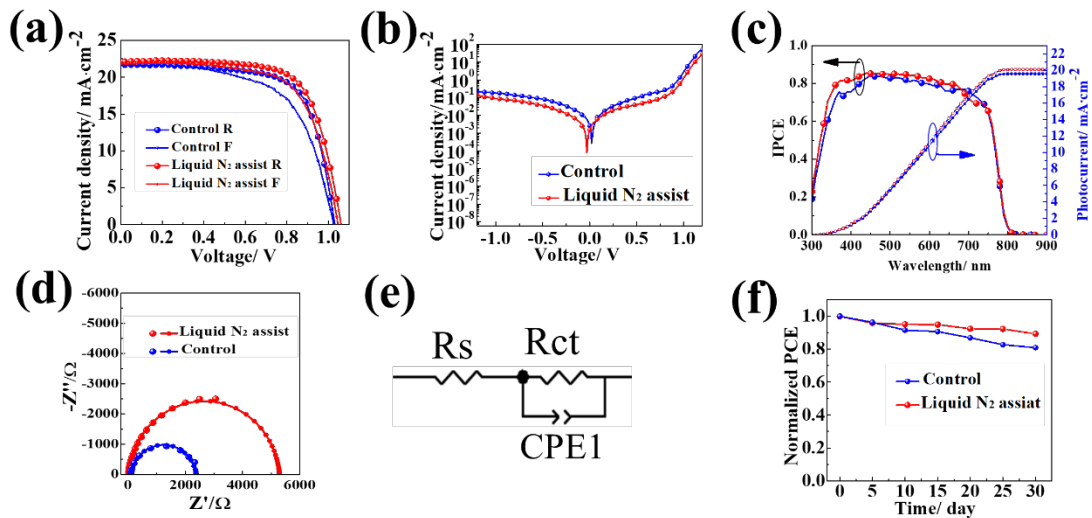 (a)
Current density/ mA·cm-2
25
20
15
10
5
0
Control R
Control F
Liquid N2 assist R
Liquid N2 assist F
0.0 0.2 0.4 0.6 0.8 1.0
Voltage/ V
(b)
Current density/ mA·cm-2
10^2
10^1
10^0
10^-1
10^-2
10^-3
10^-4
10^-5
10^-6
10^-7
10^-8
Control
Liquid N2 assist
-1.0 -0.5 0.0 0.5 1.0
Voltage/ V
(c)
IPCE
1.0
0.8
0.6
0.4
0.2
0.0
22
20
18
16
14
12
10
8
6
4
2
0
Photocurrent/ mA·cm-2
300 400 500 600 700 800 900
Wavelength/ nm
(d)
-Z''/Ω
-6000
-5000
-4000
-3000
-2000
-1000
0
Liquid N2 assist
Control
0 2000 4000 6000
Z'/Ω
(e)
Rs
Rct
CPE1
(f)
Normalized PCE
1.0
0.8
0.6
0.4
0.2
0.0
Control
Liquid N2 assiat
0 5 10 15 20 25 30
Time/ day